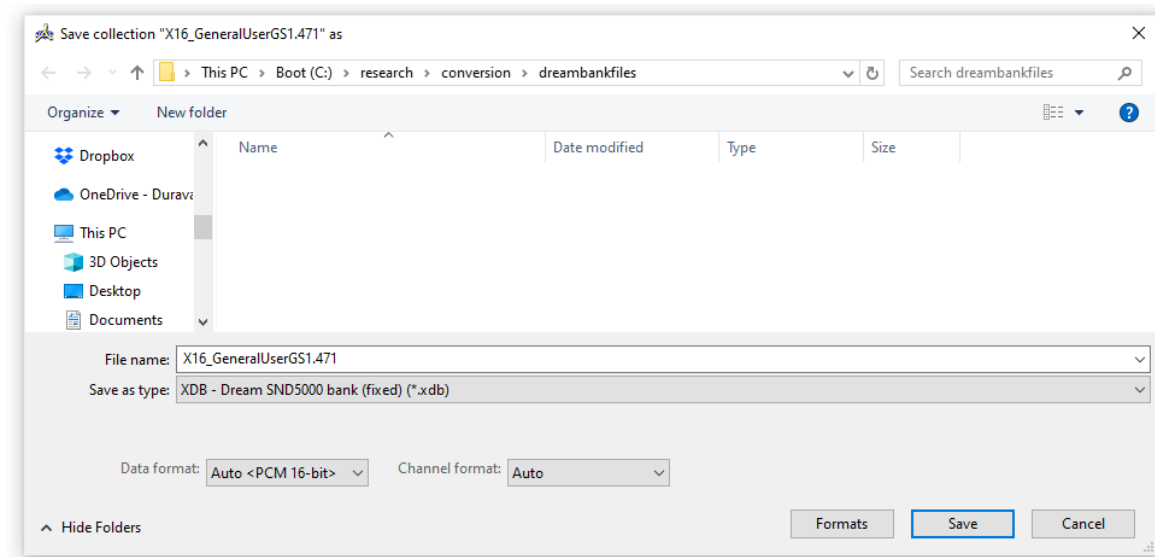 Save collection "X16_GeneralUserGS1.471" as
This PC > Boot (C:) > research > conversion > dreambankfiles
Search dreambankfiles
Organize
New folder
Name
Date modified
Type
Size
Dropbox
OneDrive - Durava
This PC
3D Objects
Desktop
Documents
File name: X16_GeneralUserGS1.471
Save as type: XDB - Dream SND5000 bank (fixed) (*.xdb)
Data format: Auto <PCM 16-bit> Channel format: Auto
Hide Folders
Formats
Save
Cancel